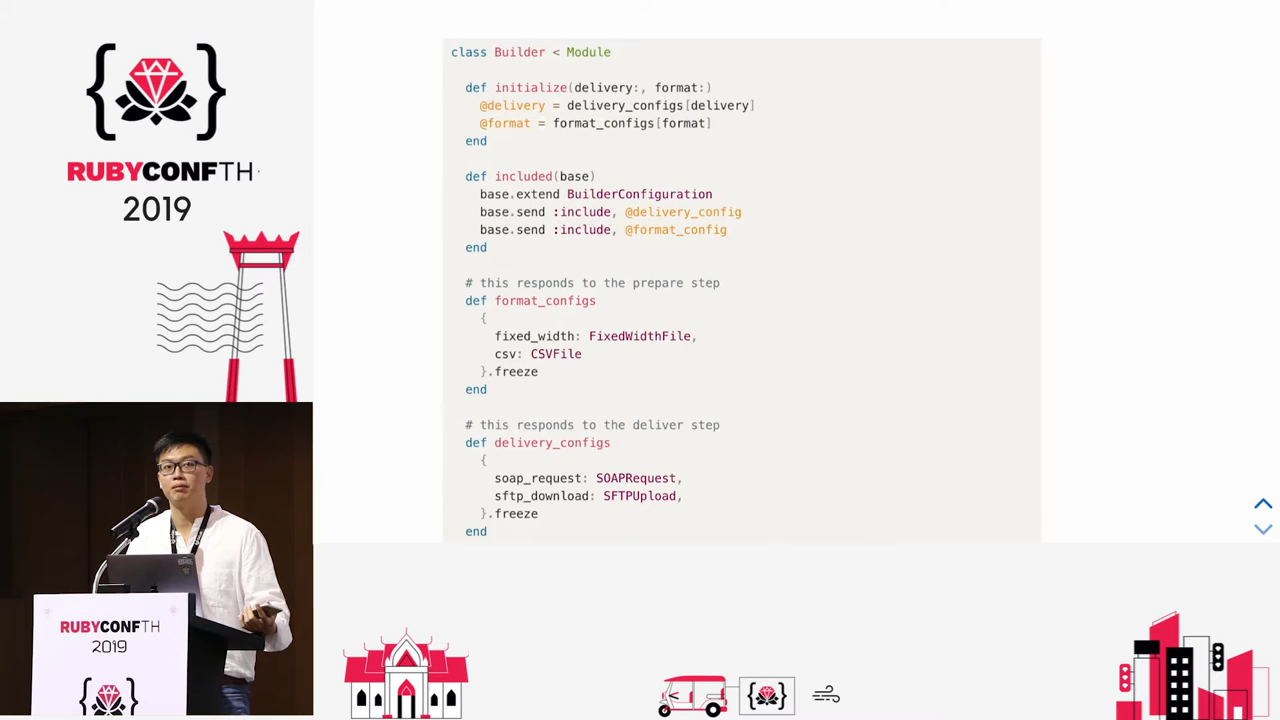 RUBYCONFTH
2019
class Builder < Module
def initialize(delivery:, format:)
@delivery = delivery_configs[delivery]
@format = format_configs[format]
end
def included(base)
base.extend BuilderConfiguration
base.send :include, @delivery_config
base.send :include, @format_config
end
# this responds to the prepare step
def format_configs
{
fixed_width: FixedWidthFile,
csv: CSVFile
}.freeze
end
# this responds to the deliver step
def delivery_configs
{
soap_request: SOAPRequest,
sftp_download: SFTPUpload,
}.freeze
end
RUBYCONFTH
2019